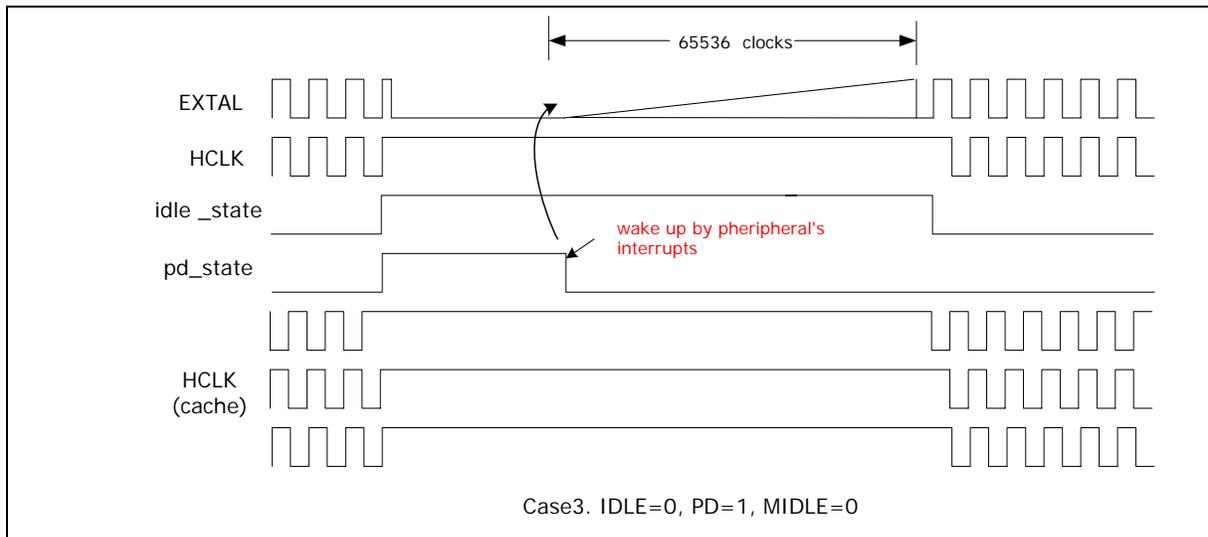 65536 clocks
EXTAL
HCLK
idle _state
wake up by pheripheral's
interrupts
pd_state
HCLK
(cache)
Case3. IDLE=0, PD=1, MIDLE=0